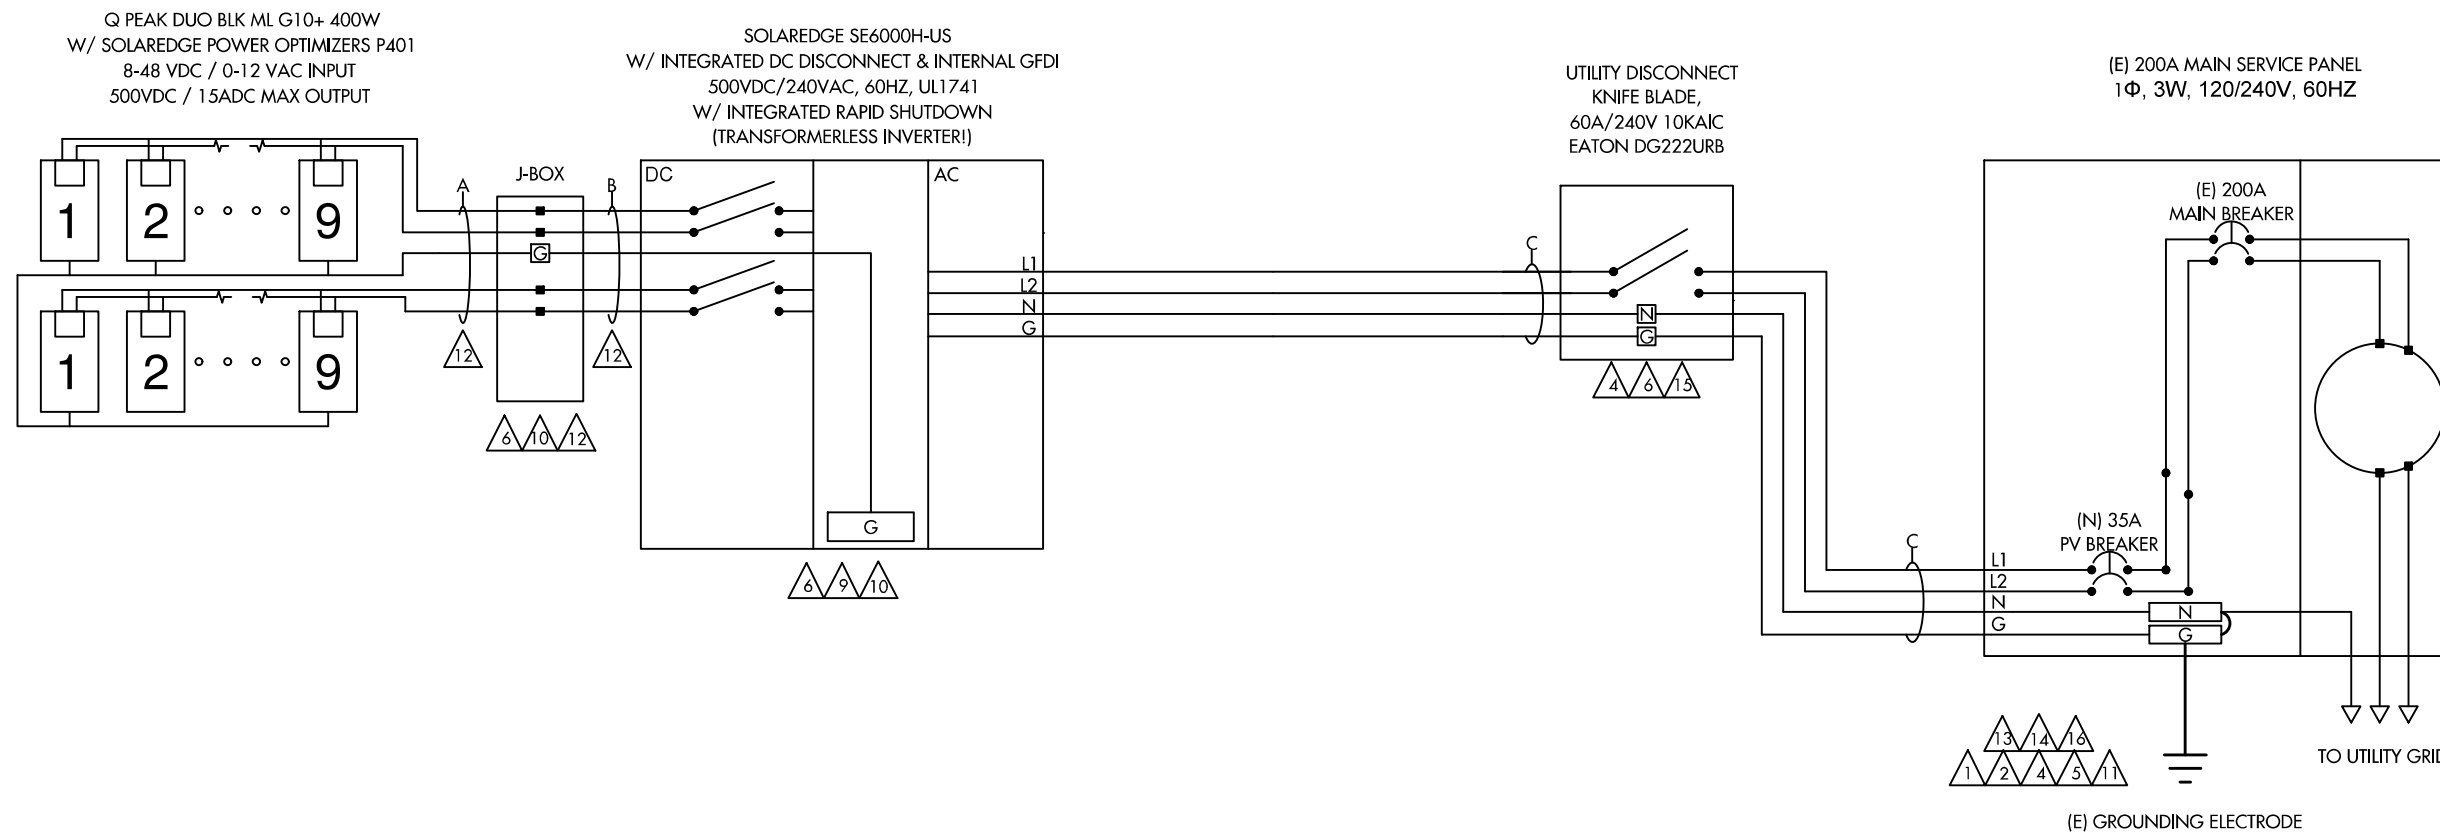 Q PEAK DUO BLK ML G10+ 400W
W/ SOLAREDGE POWER OPTIMIZERS P401
8-48 VDC / 0-12 VAC INPUT
500VDC / 15ADC MAX OUTPUT
SOLAREDGE SE6000H-US
W/ INTEGRATED DC DISCONNECT & INTERNAL GFDI
500VDC/240VAC, 60HZ, UL1741
W/ INTEGRATED RAPID SHUTDOWN
(TRANSFORMERLESS INVERTER!)
UTILITY DISCONNECT
KNIFE BLADE,
60A/240V 10KAIC
EATON DG222URB
(E) 200A MAIN SERVICE PANEL
1Φ, 3W, 120/240V, 60HZ
1 2 9
1 2 9
A
J-BOX
B
G
12
12
6 10 12
DC
AC
L1
L2
N
G
G
6 9 10
C
N
G
4 6 15
(E) 200A
MAIN BREAKER
(N) 35A
PV BREAKER
C
L1
L2
N
G
N
G
13 14 16
1 2 4 5 11
TO UTILITY GRID
(E) GROUNDING ELECTRODE